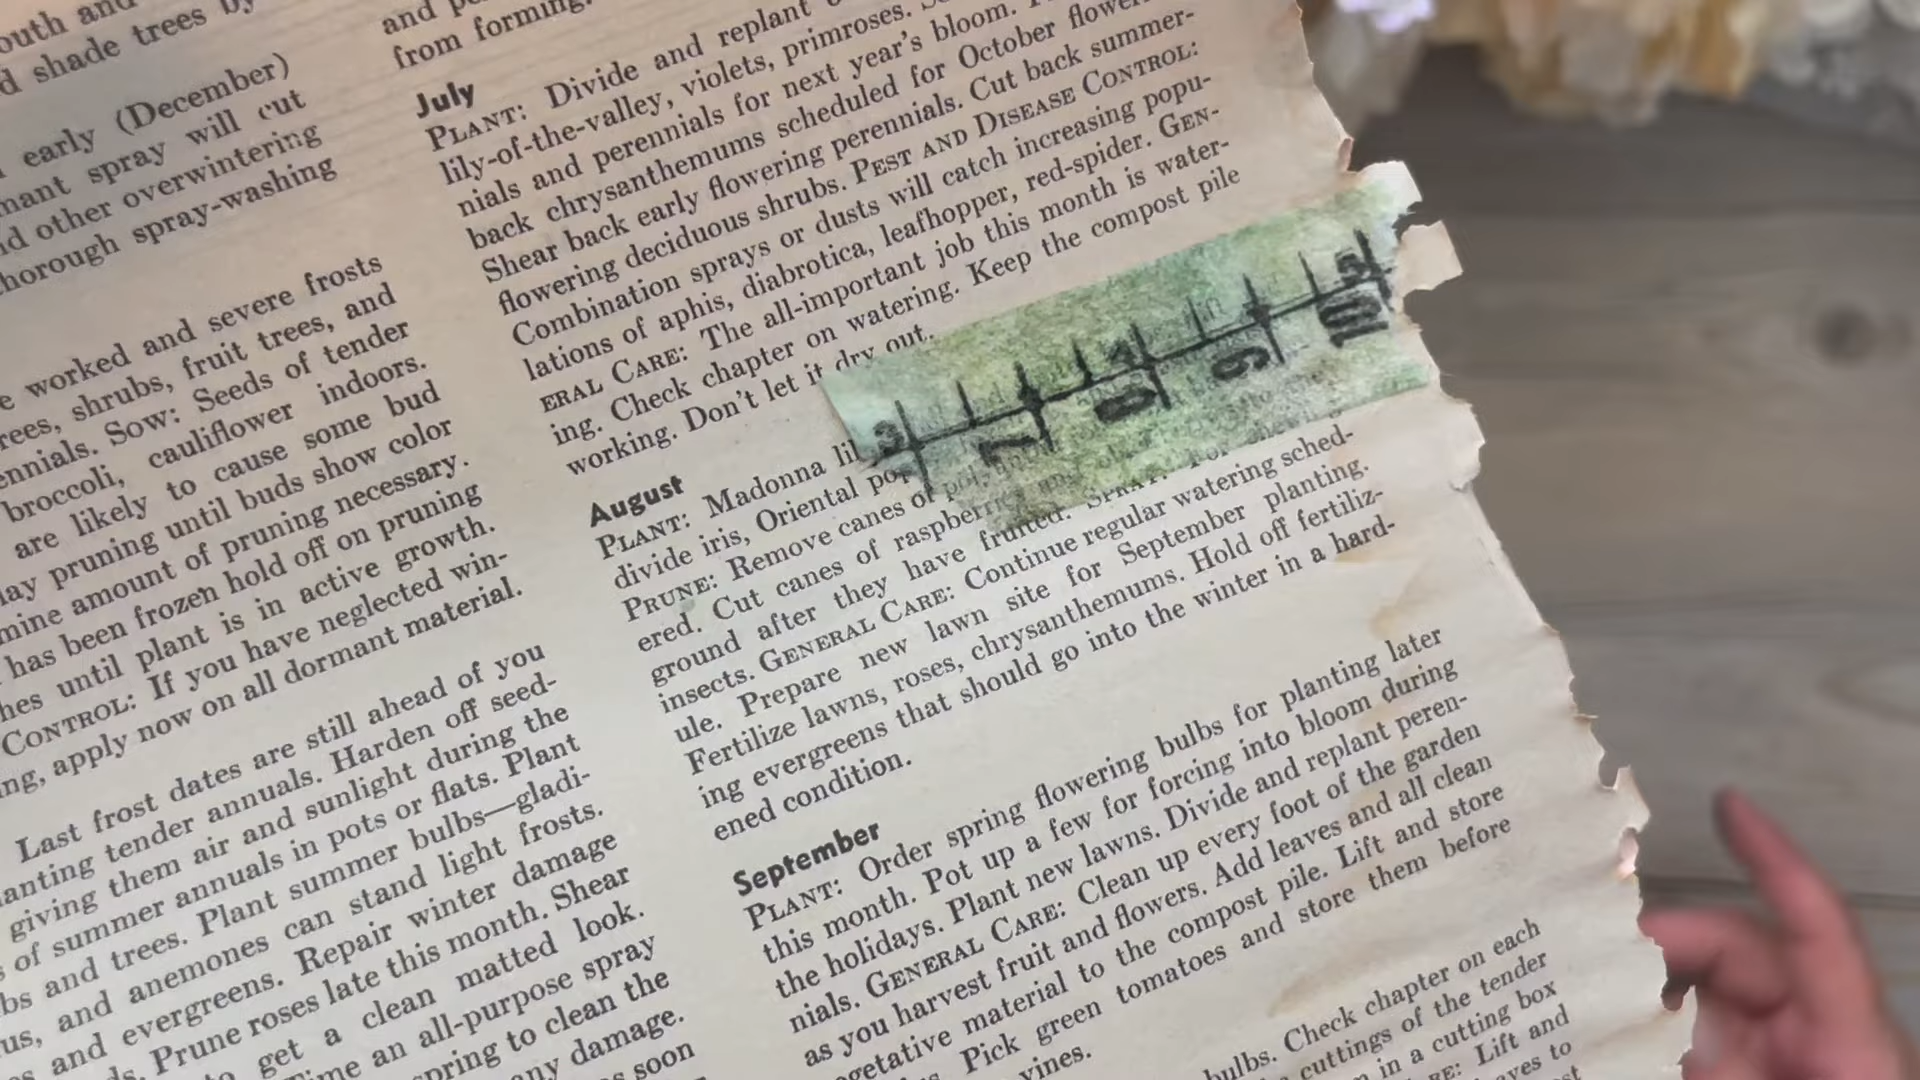 outh and
d shade trees by
early (December)
mant spray will cut
nd other overwintering
horough spray-washing
e worked and severe frosts
rees, shrubs, fruit trees, and
ennials. Sow: Seeds of tender
broccoli, cauliflower indoors.
are likely to cause some bud
lay pruning until buds show color
mine amount of pruning necessary.
has been frozen hold off on pruning
hes until plant is in active growth.
CONTROL: If you have neglected win-
ng, apply now on all dormant material.
Last frost dates are still ahead of you
anting tender annuals. Harden off seed-
giving them air and sunlight during the
s of summer annuals in pots or flats. Plant
bs and trees. Plant summer bulbs—gladi-
us, and anemones can stand light frosts.
and evergreens. Repair winter damage
s. Prune roses late this month. Shear
get a clean matted look.
ime an all-purpose spray
spring to clean the
any damage.
soon
and
from forming.
July
PLANT: Divide and replant
lily-of-the-valley, violets, primroses.
nials and perennials for next year's bloom.
back chrysanthemums scheduled for October flower
Shear back early flowering perennials. Cut back summer-
flowering deciduous shrubs. PEST AND DISEASE CONTROL:
Combination sprays or dusts will catch increasing popu-
lations of aphis, diabrotica, leafhopper, red-spider. GEN-
ERAL CARE: The all-important job this month is water-
ing. Check chapter on watering. Keep the compost pile
working. Don't let it dry out.
3 4 5
7 8 9 10
August
PLANT: Madonna lil
divide iris, Oriental pop
PRUNE: Remove canes of
ered. Cut canes of raspberries
ground after they have fruited. SPRAY: For
insects. GENERAL CARE: Continue regular watering sched-
ule. Prepare new lawn site for September planting.
Fertilize lawns, roses, chrysanthemums. Hold off fertiliz-
ing evergreens that should go into the winter in a hard-
ened condition.
September
PLANT: Order spring flowering bulbs for planting later
this month. Pot up a few for forcing into bloom during
the holidays. Plant new lawns. Divide and replant peren-
nials. GENERAL CARE: Clean up every foot of the garden
as you harvest fruit and flowers. Add leaves and all clean
getative material to the compost pile. Lift and store
Pick green tomatoes and store them before
vines.
bulbs. Check chapter on each
cuttings of the tender
in a cutting box
RE: Lift and
to